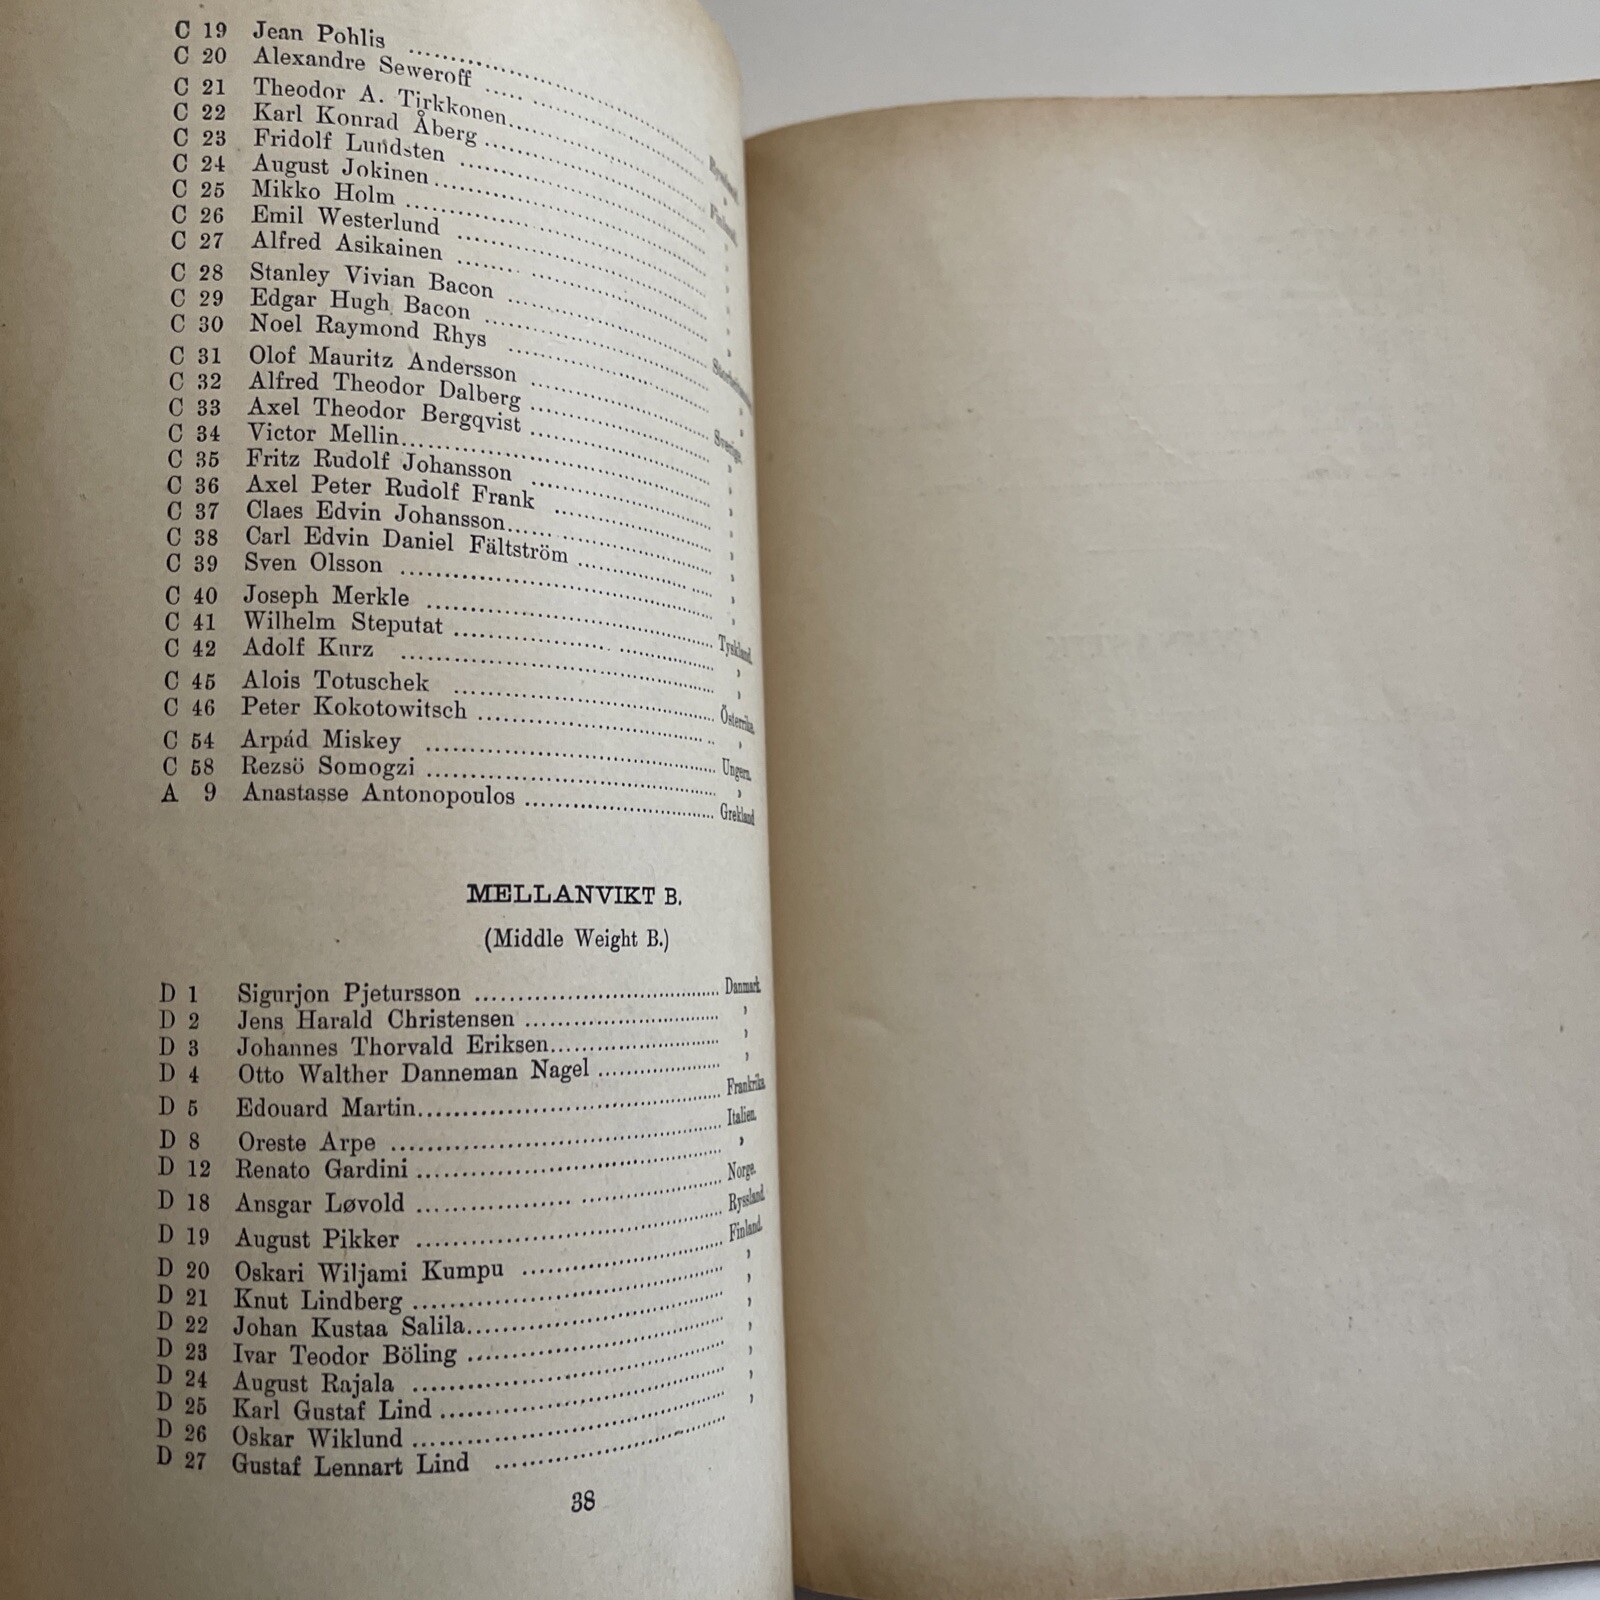 C 19 Jean Pohlis
C 20 Alexandre Seweroff
C 21 Theodor A. Tirkkonen
C 22 Karl Konrad Åberg
C 23 Fridolf Lundsten
C 24 August Jokinen
C 25 Mikko Holm
C 26 Emil Westerlund
C 27 Alfred Asikainen
C 28 Stanley Vivian Bacon
C 29 Edgar Hugh Bacon
C 30 Noel Raymond Rhys
C 31 Olof Mauritz Andersson Sverige.
C 32 Alfred Theodor Dalberg
C 33 Axel Theodor Bergqvist
C 34 Victor Mellin
C 35 Fritz Rudolf Johansson
C 36 Axel Peter Rudolf Frank
C 37 Claes Edvin Johansson
C 38 Carl Edvin Daniel Fältström
C 39 Sven Olsson
C 40 Joseph Merkle Tyskland.
C 41 Wilhelm Steputat
C 42 Adolf Kurz
C 45 Alois Totuschek Österrike.
C 46 Peter Kokotowitsch
C 54 Arpád Miskey Ungern.
C 58 Rezsö Somogzi
A 9 Anastasse Antonopoulos Grekland
MELLANVIKT B.
(Middle Weight B.)
D 1 Sigurjon Pjetursson Danmark.
D 2 Jens Harald Christensen
D 3 Johannes Thorvald Eriksen
D 4 Otto Walther Danneman Nagel
D 5 Edouard Martin Frankrike.
D 8 Oreste Arpe Italien.
D 12 Renato Gardini
D 18 Ansgar Løvold Norge.
D 19 August Pikker Ryssland.
D 20 Oskari Wiljami Kumpu Finland.
D 21 Knut Lindberg
D 22 Johan Kustaa Salila
D 23 Ivar Teodor Böling
D 24 August Rajala
D 25 Karl Gustaf Lind
D 26 Oskar Wiklund
D 27 Gustaf Lennart Lind
38